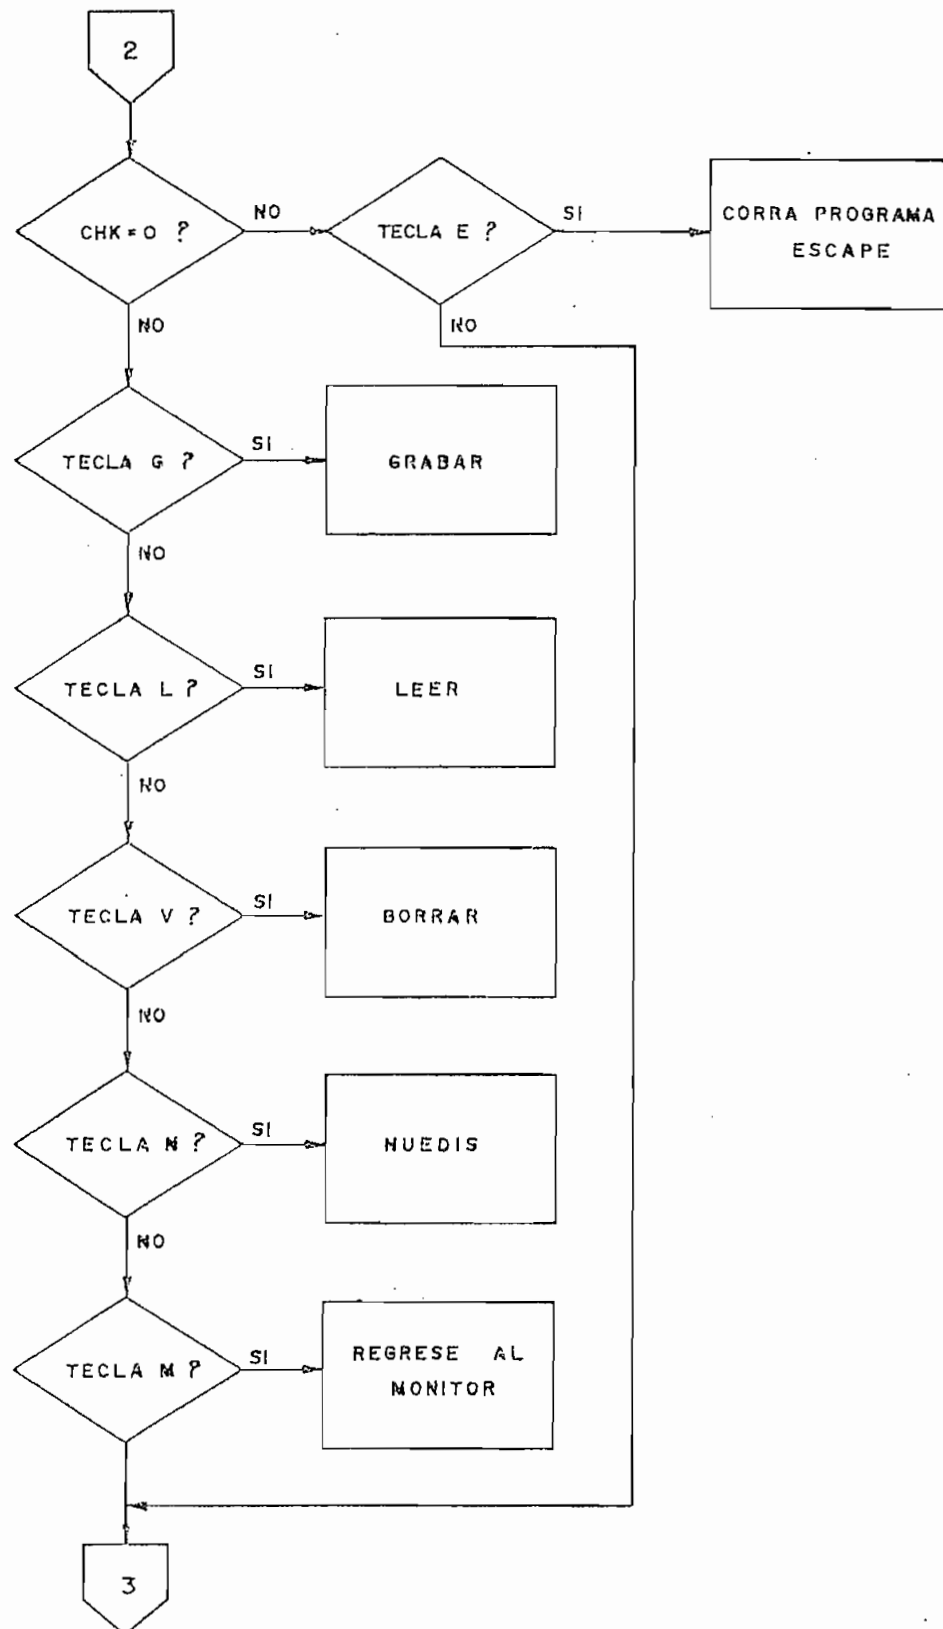 2
CHK = 0 ?
NO
TECLA E ?
SI
CORRA PROGRAMA
ESCAPE
NO
NO
TECLA G ?
SI
GRABAR
NO
TECLA L ?
SI
LEER
NO
TECLA V ?
SI
BORRAR
NO
TECLA N ?
SI
NUEDIS
NO
TECLA M ?
SI
REGRESE AL
MONITOR
3